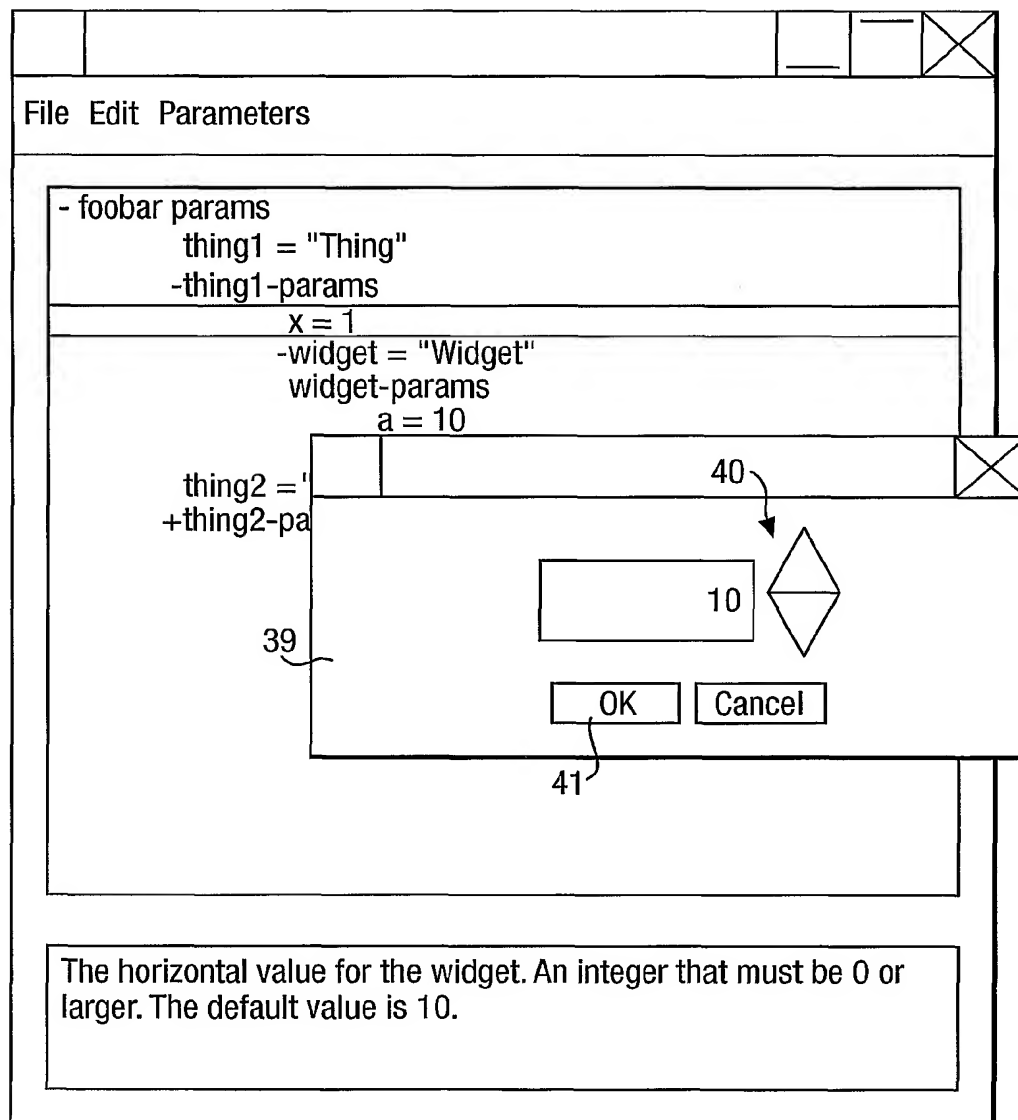 File Edit Parameters
- foobar params
thing1 = "Thing"
-thing1-params
x = 1
-widget = "Widget"
widget-params
a = 10
thing2 = "
+thing2-pa
40
10
39
OK Cancel
41
The horizontal value for the widget. An integer that must be 0 or
larger. The default value is 10.